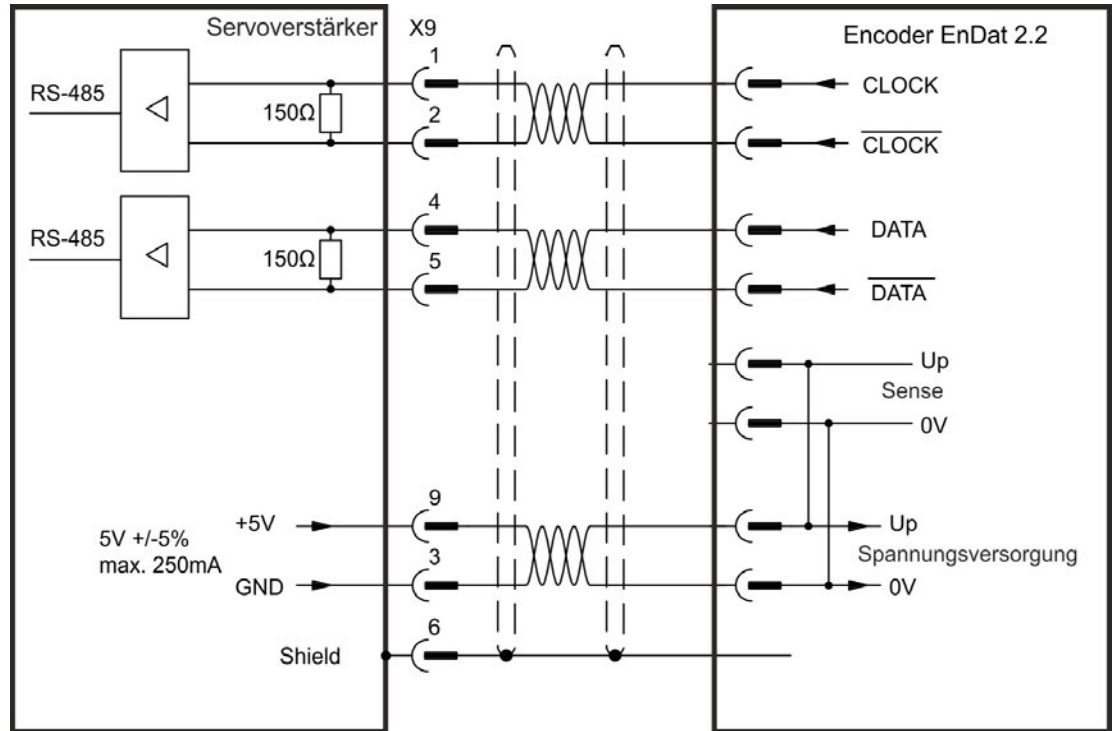 Servoverstärker
X9
Encoder EnDat 2.2
RS-485
150Ω
1
2
CLOCK
CLOCK
RS-485
150Ω
4
5
DATA
DATA
Up
Sense
0V
5V +/-5%
max. 250mA
+5V
GND
9
3
Up
Spannungsversorgung
0V
Shield
6